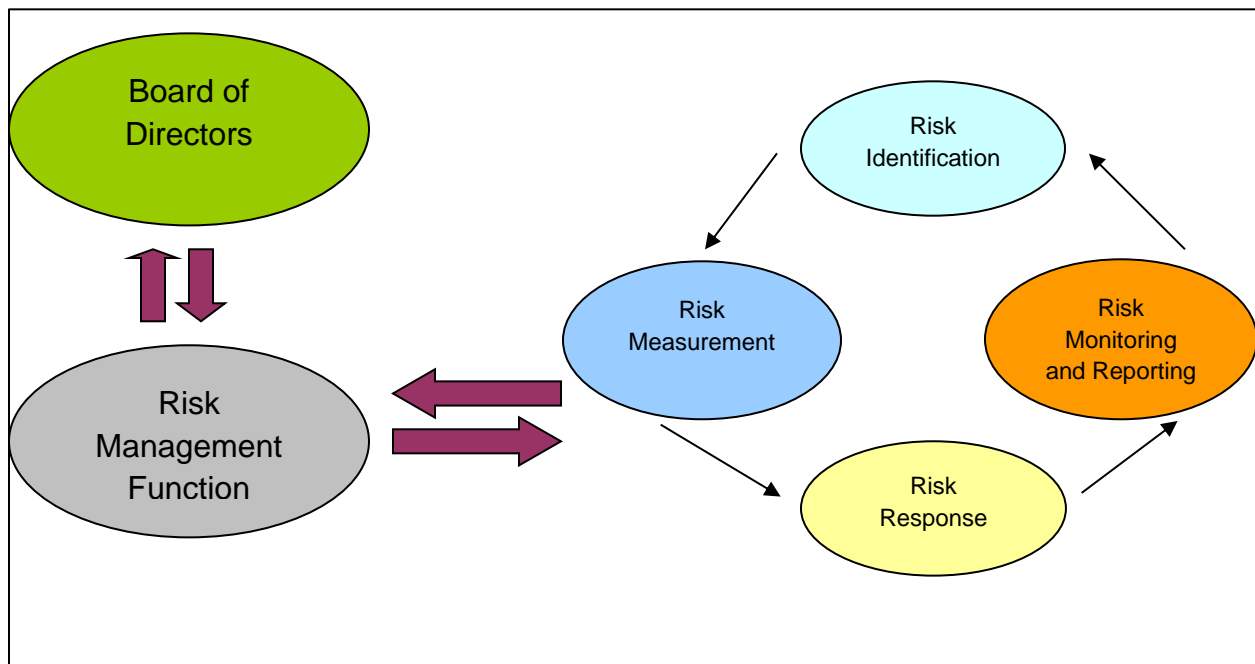 Board of
Directors
Risk
Management
Function
Risk
Identification
Risk
Measurement
Risk
Response
Risk
Monitoring
and Reporting